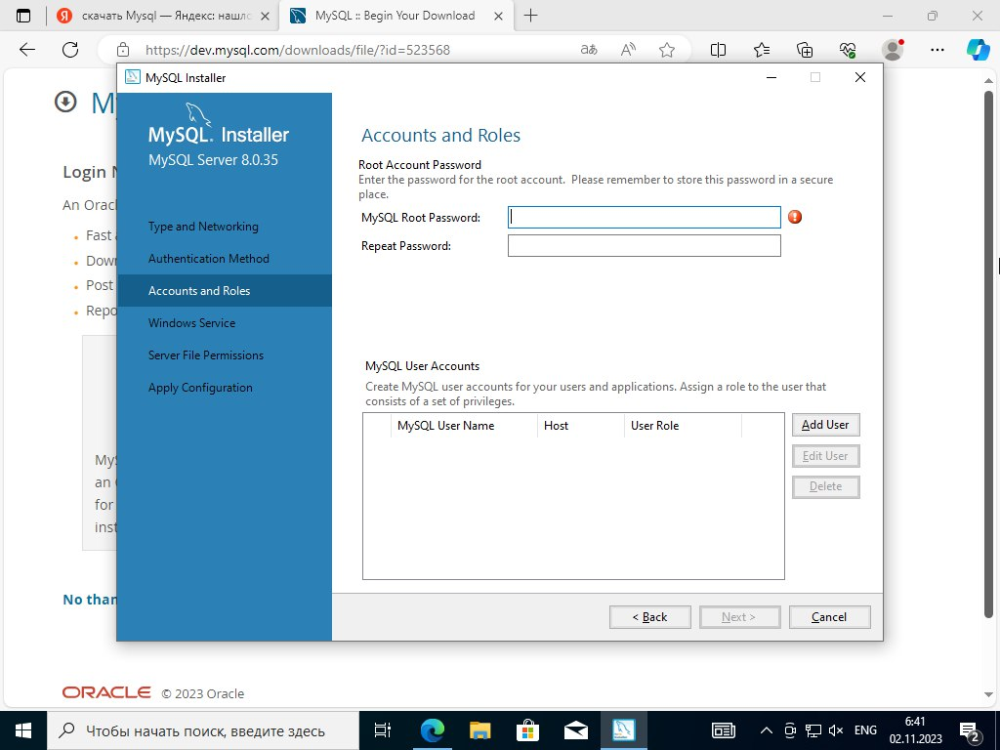 скачать Mysql — Яндекс: нашло
MySQL :: Begin Your Download
https://dev.mysql.com/downloads/file/?id=523568
MySQL Installer
My
MySQL. Installer
MySQL Server 8.0.35
Accounts and Roles
Root Account Password
Enter the password for the root account. Please remember to store this password in a secure
place.
MySQL Root Password:
Repeat Password:
Login
An Oracl
Fast
Down
Post
Repo
Type and Networking
Authentication Method
Accounts and Roles
Windows Service
Server File Permissions
Apply Configuration
MySQL User Accounts
Create MySQL user accounts for your users and applications. Assign a role to the user that
consists of a set of privileges.
MySQL User Name Host User Role
Add User
Edit User
Delete
MyS
an
for
inst
No than
< Back Next > Cancel
ORACLE © 2023 Oracle
Чтобы начать поиск, введите здесь
ENG
6:41
02.11.2023
2